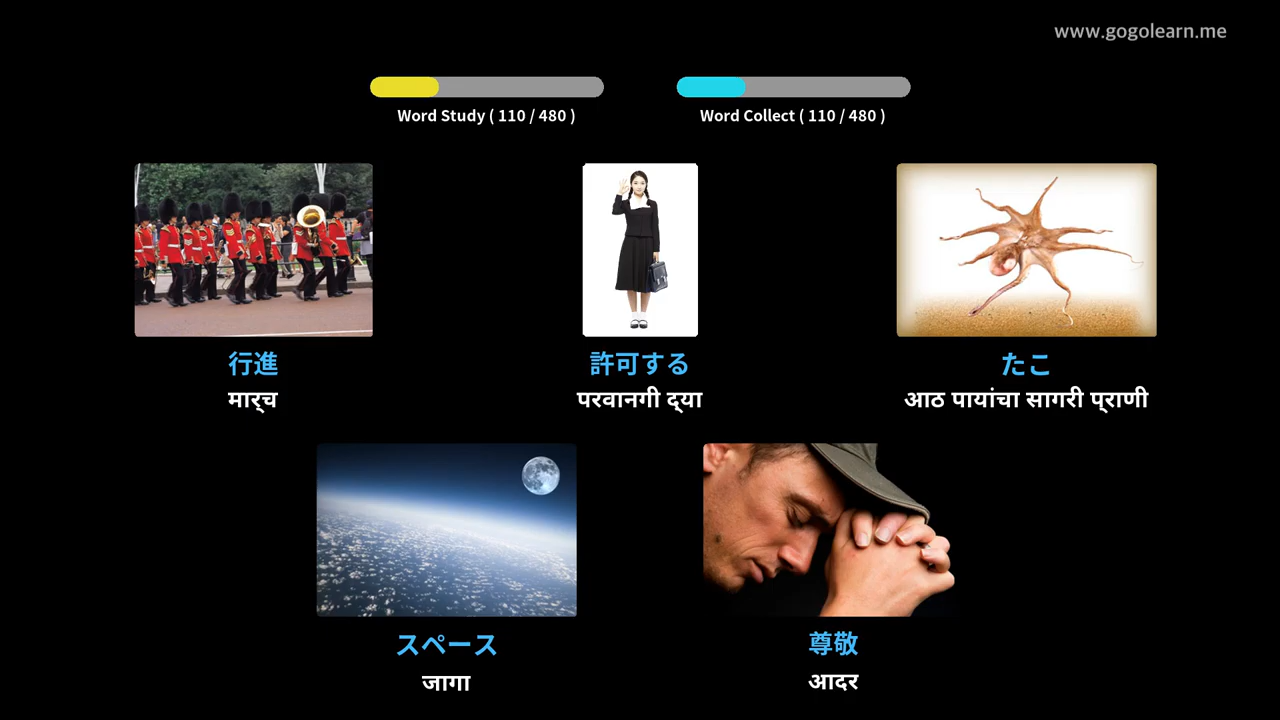 www.gogolearn.me
Word Study ( 110 / 480 )
Word Collect ( 110 / 480 )
行進
मार्च
許可する
परवानगी द्या
たこ
आठ पायांचा सागरी प्राणी
スペース
जागा
尊敬
आदर